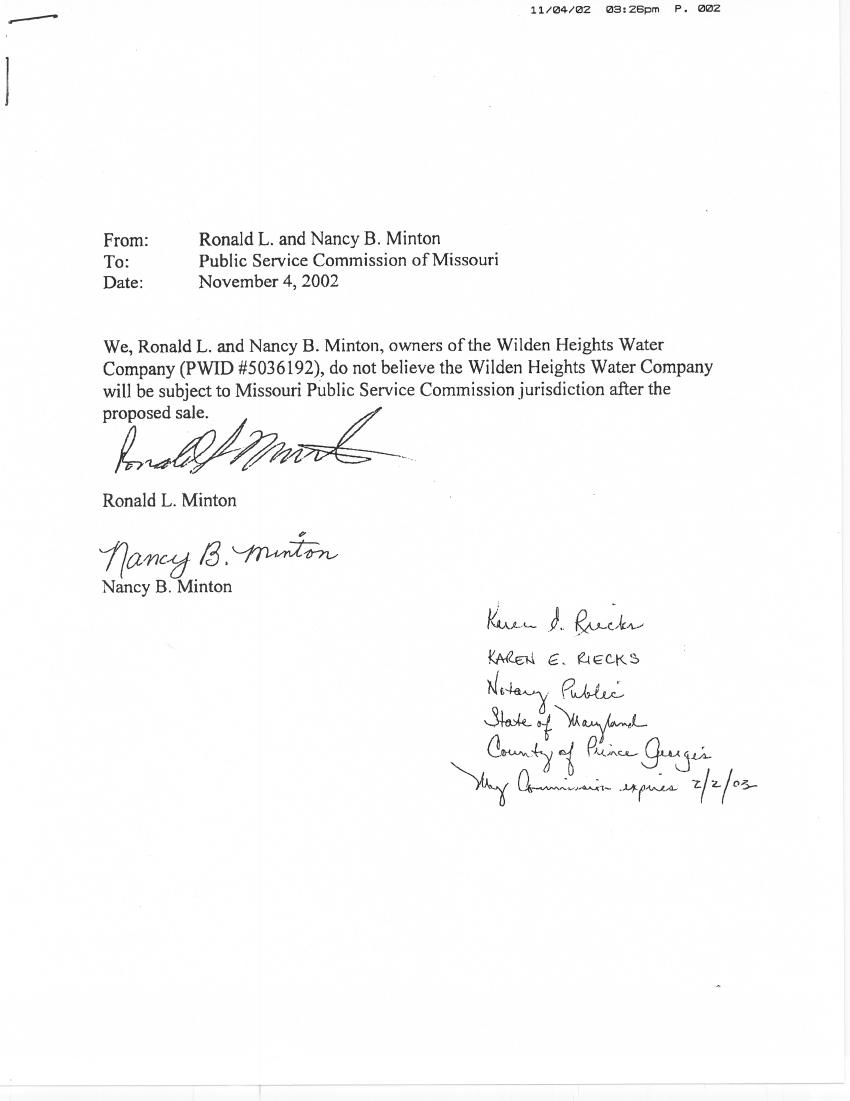 11/04/02 03:26pm P. 002
From: Ronald L. and Nancy B. Minton
To: Public Service Commission of Missouri
Date: November 4, 2002
We, Ronald L. and Nancy B. Minton, owners of the Wilden Heights Water
Company (PWID #5036192), do not believe the Wilden Heights Water Company
will be subject to Missouri Public Service Commission jurisdiction after the
proposed sale.
Ronald L Minton
Ronald L. Minton
Nancy B. Minton
Nancy B. Minton
Karen E. Riecks
KAREN E. RIECKS
Notary Public
State of Maryland
County of Prince George's
My Commission expires 2/2/03